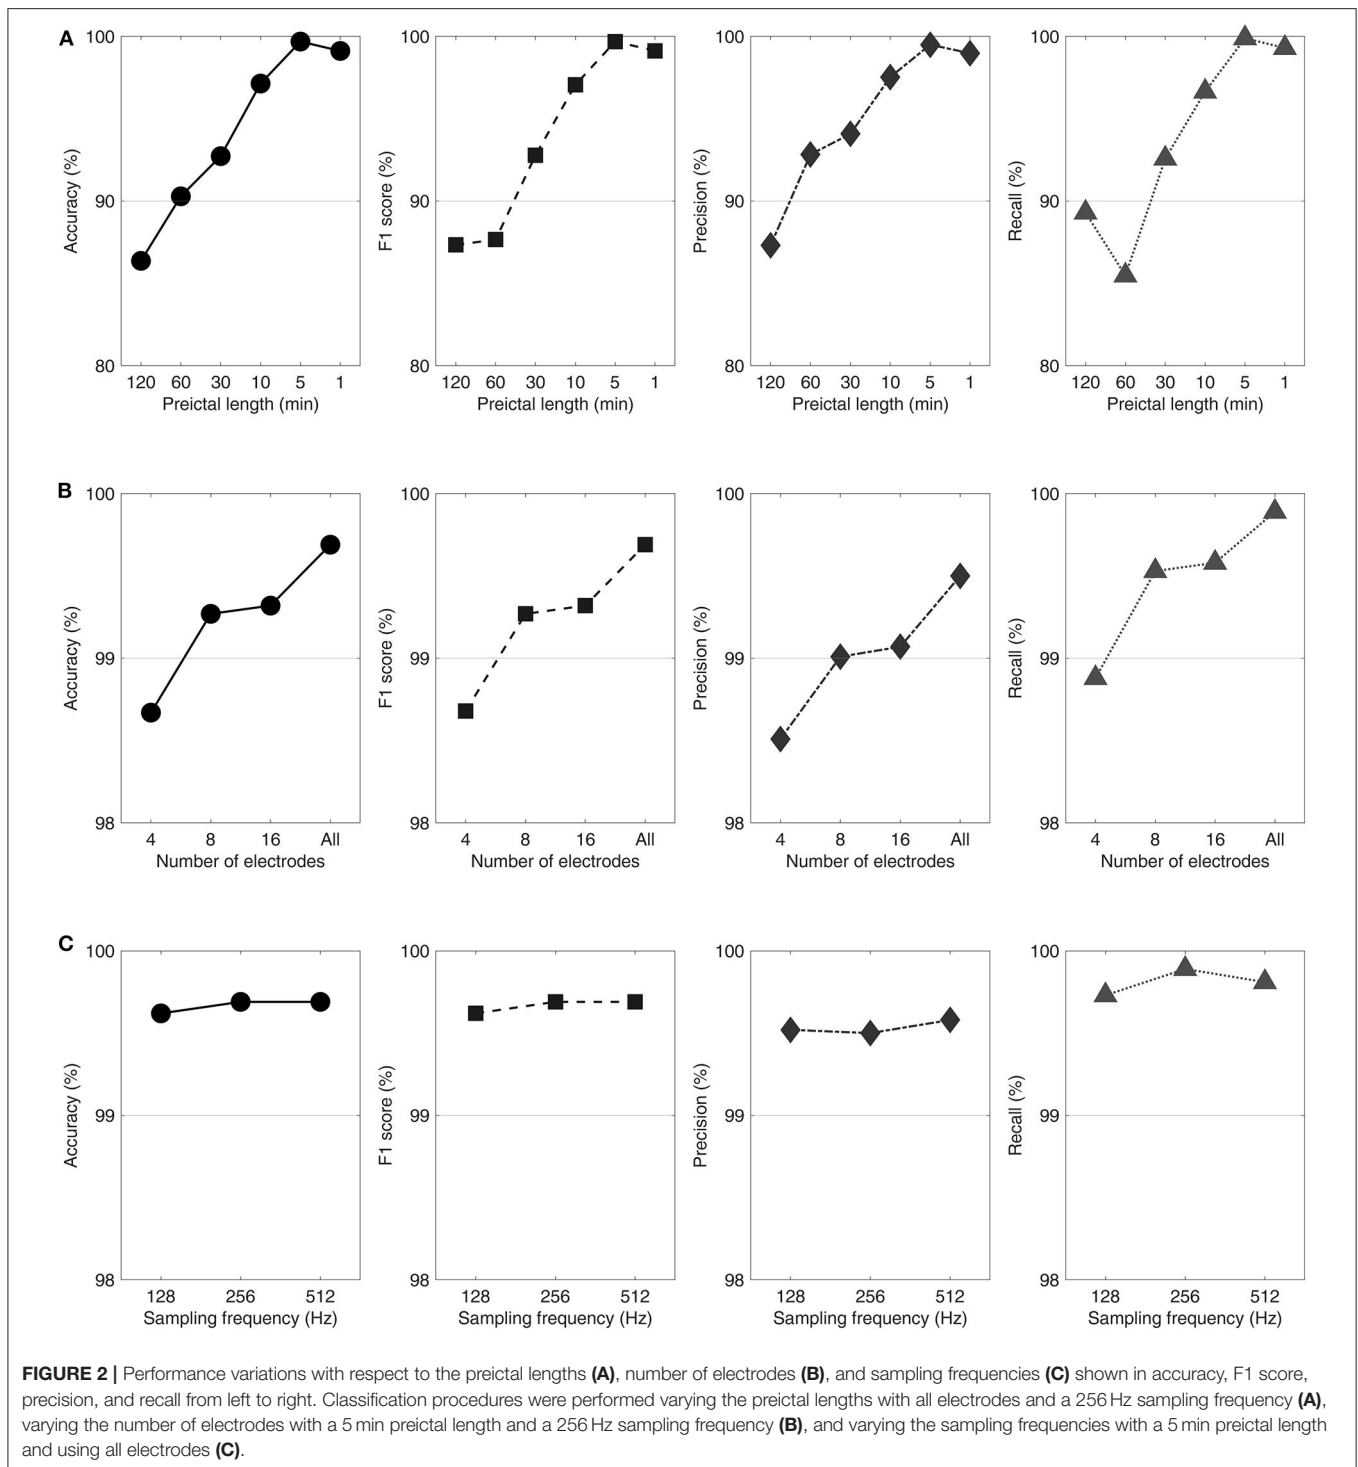 A
100
90
80
Accuracy (%)
120 60 30 10 5 1
Preictal length (min)
100
90
80
F1 score (%)
120 60 30 10 5 1
Preictal length (min)
100
90
80
Precision (%)
120 60 30 10 5 1
Preictal length (min)
100
90
80
Recall (%)
120 60 30 10 5 1
Preictal length (min)
B
100
99
98
Accuracy (%)
4 8 16 All
Number of electrodes
100
99
98
F1 score (%)
4 8 16 All
Number of electrodes
100
99
98
Precision (%)
4 8 16 All
Number of electrodes
100
99
98
Recall (%)
4 8 16 All
Number of electrodes
C
100
99
98
Accuracy (%)
128 256 512
Sampling frequency (Hz)
100
99
98
F1 score (%)
128 256 512
Sampling frequency (Hz)
100
99
98
Precision (%)
128 256 512
Sampling frequency (Hz)
100
99
98
Recall (%)
128 256 512
Sampling frequency (Hz)
FIGURE 2 | Performance variations with respect to the preictal lengths (A), number of electrodes (B), and sampling frequencies (C) shown in accuracy, F1 score,
precision, and recall from left to right. Classification procedures were performed varying the preictal lengths with all electrodes and a 256 Hz sampling frequency (A),
varying the number of electrodes with a 5 min preictal length and a 256 Hz sampling frequency (B), and varying the sampling frequencies with a 5 min preictal length
and using all electrodes (C).